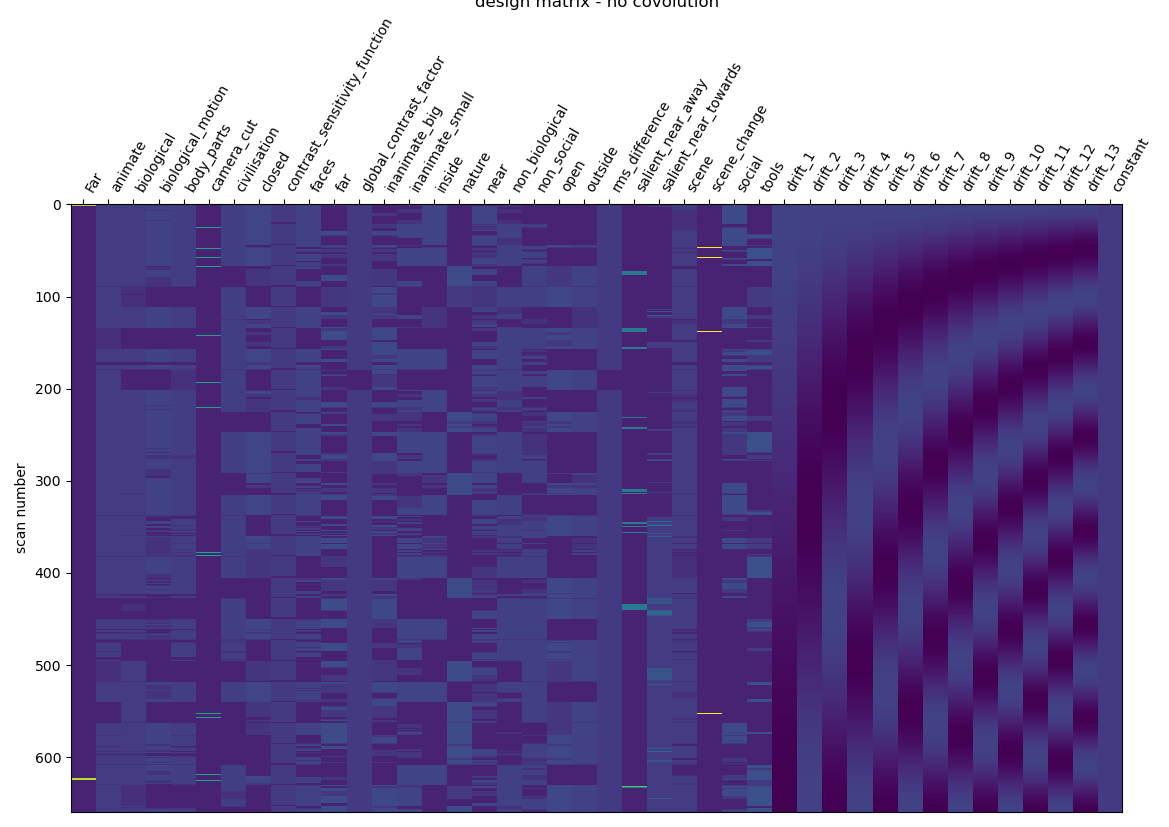 design matrix - no covolution
Far
animate
biological
biological_motion
body_parts
camera_cut
civilisation
closed
contrast_sensitivity_function
faces
far
global_contrast_factor
inanimate_big
inanimate_small
inside
nature
near
non_biological
non_social
open
outside
rms_difference
salient_near_away
salient_near_towards
scene
scene_change
social
tools
drift_1
drift_2
drift_3
drift_4
drift_5
drift_6
drift_7
drift_8
drift_9
drift_10
drift_11
drift_12
drift_13
constant
0
100
200
300
400
500
600
scan number